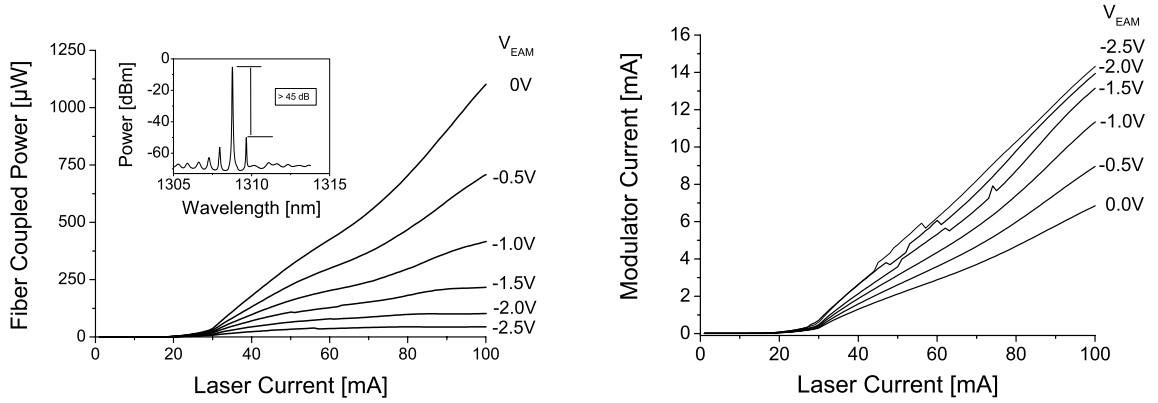 V_EAM
1250
1000
750
500
250
0
0 20 40 60 80 100
Fiber Coupled Power [µW]
Laser Current [mA]
0V
-0.5V
-1.0V
-1.5V
-2.0V
-2.5V
0
-20
-40
-60
1305 1310 1315
Power [dBm]
Wavelength [nm]
> 45 dB
V_EAM
16
14
12
10
8
6
4
2
0
0 20 40 60 80 100
Modulator Current [mA]
Laser Current [mA]
-2.5V
-2.0V
-1.5V
-1.0V
-0.5V
0.0V